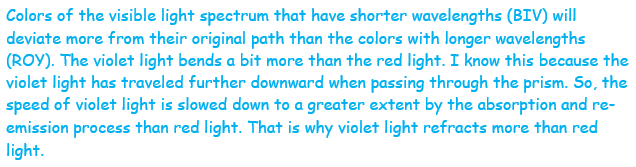 Colors of the visible light spectrum that have shorter wavelengths (BIV) will
deviate more from their original path than the colors with longer wavelengths
(ROY). The violet light bends a bit more than the red light. I know this because the
violet light has traveled further downward when passing through the prism. So, the
speed of violet light is slowed down to a greater extent by the absorption and re-
emission process than red light. That is why violet light refracts more than red
light.